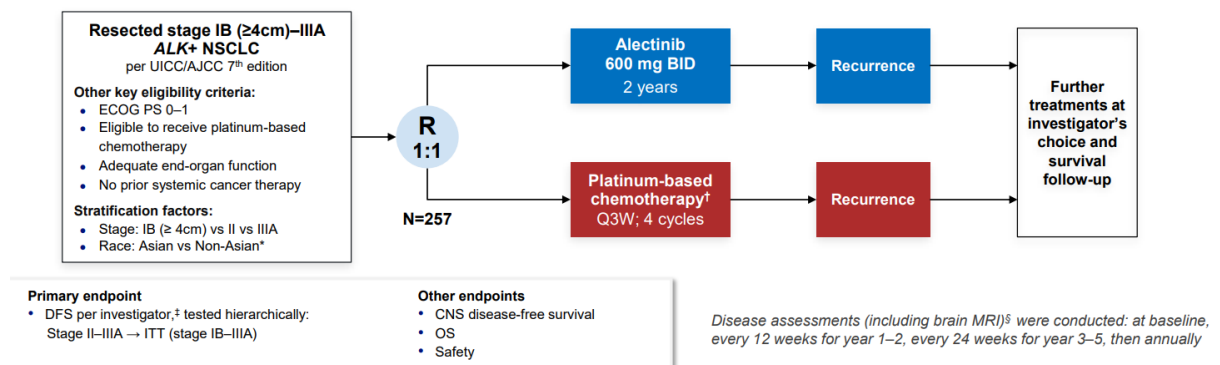 Resected stage IB (≥4cm)–IIIA
ALK+ NSCLC
per UICC/AJCC 7th edition
Other key eligibility criteria:
• ECOG PS 0–1
• Eligible to receive platinum-based
chemotherapy
• Adequate end-organ function
• No prior systemic cancer therapy
Stratification factors:
• Stage: IB (≥ 4cm) vs II vs IIIA
• Race: Asian vs Non-Asian*
R
1:1
N=257
Alectinib
600 mg BID
2 years
Recurrence
Platinum-based
chemotherapy†
Q3W; 4 cycles
Recurrence
Further
treatments at
investigator’s
choice and
survival
follow-up
Primary endpoint
• DFS per investigator,‡ tested hierarchically:
Stage II–IIIA → ITT (stage IB–IIIA)
Other endpoints
• CNS disease-free survival
• OS
• Safety
Disease assessments (including brain MRI)§ were conducted: at baseline,
every 12 weeks for year 1–2, every 24 weeks for year 3–5, then annually